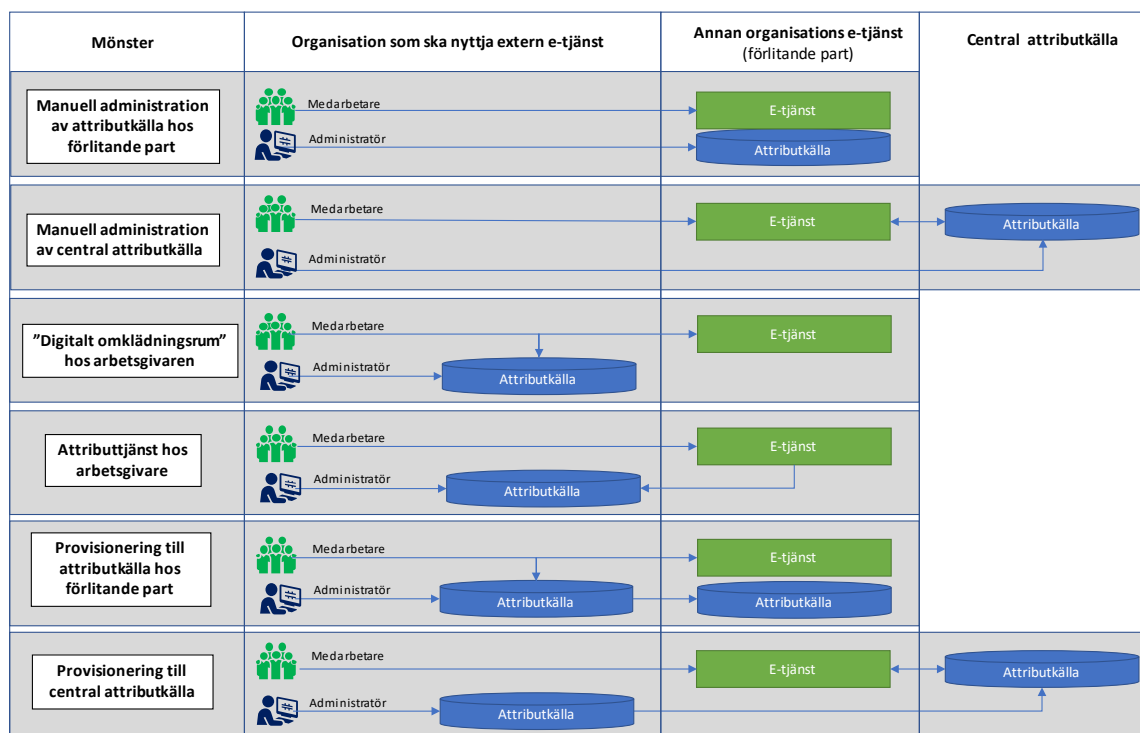 Mönster
Organisation som ska nyttja extern e-tjänst
Annan organisations e-tjänst
(förlitande part)
Central attributkälla
Manuell administration
av attributkälla hos
förlitande part
Medarbetare
Administratör
E-tjänst
Attributkälla
Manuell administration
av central attributkälla
Medarbetare
Administratör
E-tjänst
Attributkälla
”Digitalt omklädningsrum”
hos arbetsgivaren
Medarbetare
Administratör
Attributkälla
E-tjänst
Attributtjänst hos
arbetsgivare
Medarbetare
Administratör
Attributkälla
E-tjänst
Provisionering till
attributkälla hos
förlitande part
Medarbetare
Administratör
Attributkälla
E-tjänst
Attributkälla
Provisionering till
central attributkälla
Medarbetare
Administratör
Attributkälla
E-tjänst
Attributkälla